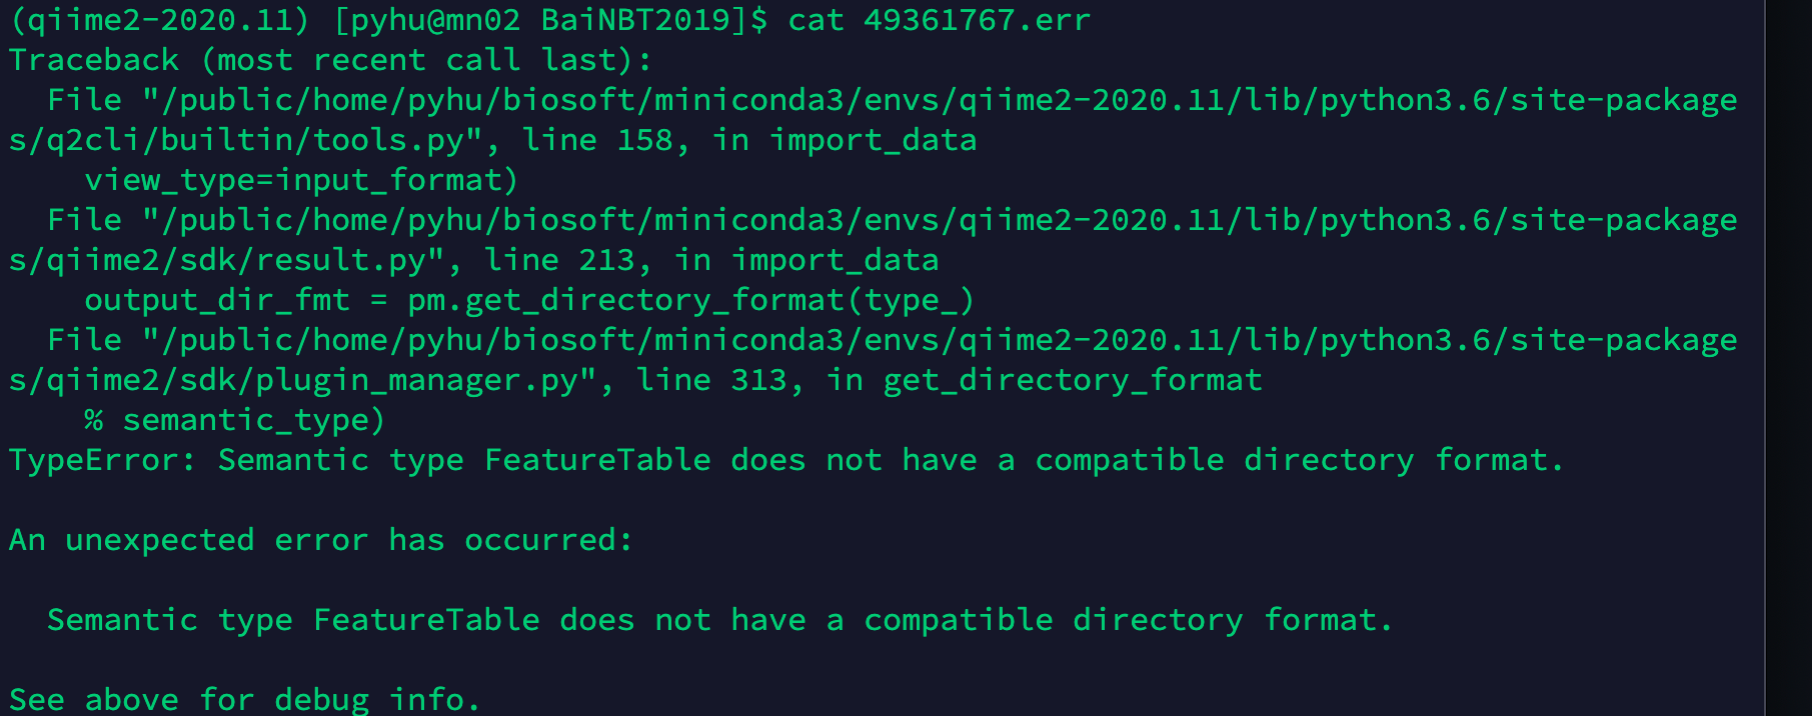 (qiime2-2020.11) [pyhu@mn02 BaiNBT2019]$ cat 49361767.err
Traceback (most recent call last):
  File "/public/home/pyhu/biosoft/miniconda3/envs/qiime2-2020.11/lib/python3.6/site-package
s/q2cli/builtin/tools.py", line 158, in import_data
    view_type=input_format)
  File "/public/home/pyhu/biosoft/miniconda3/envs/qiime2-2020.11/lib/python3.6/site-package
s/qiime2/sdk/result.py", line 213, in import_data
    output_dir_fmt = pm.get_directory_format(type_)
  File "/public/home/pyhu/biosoft/miniconda3/envs/qiime2-2020.11/lib/python3.6/site-package
s/qiime2/sdk/plugin_manager.py", line 313, in get_directory_format
    % semantic_type)
TypeError: Semantic type FeatureTable does not have a compatible directory format.

An unexpected error has occurred:

  Semantic type FeatureTable does not have a compatible directory format.

See above for debug info.